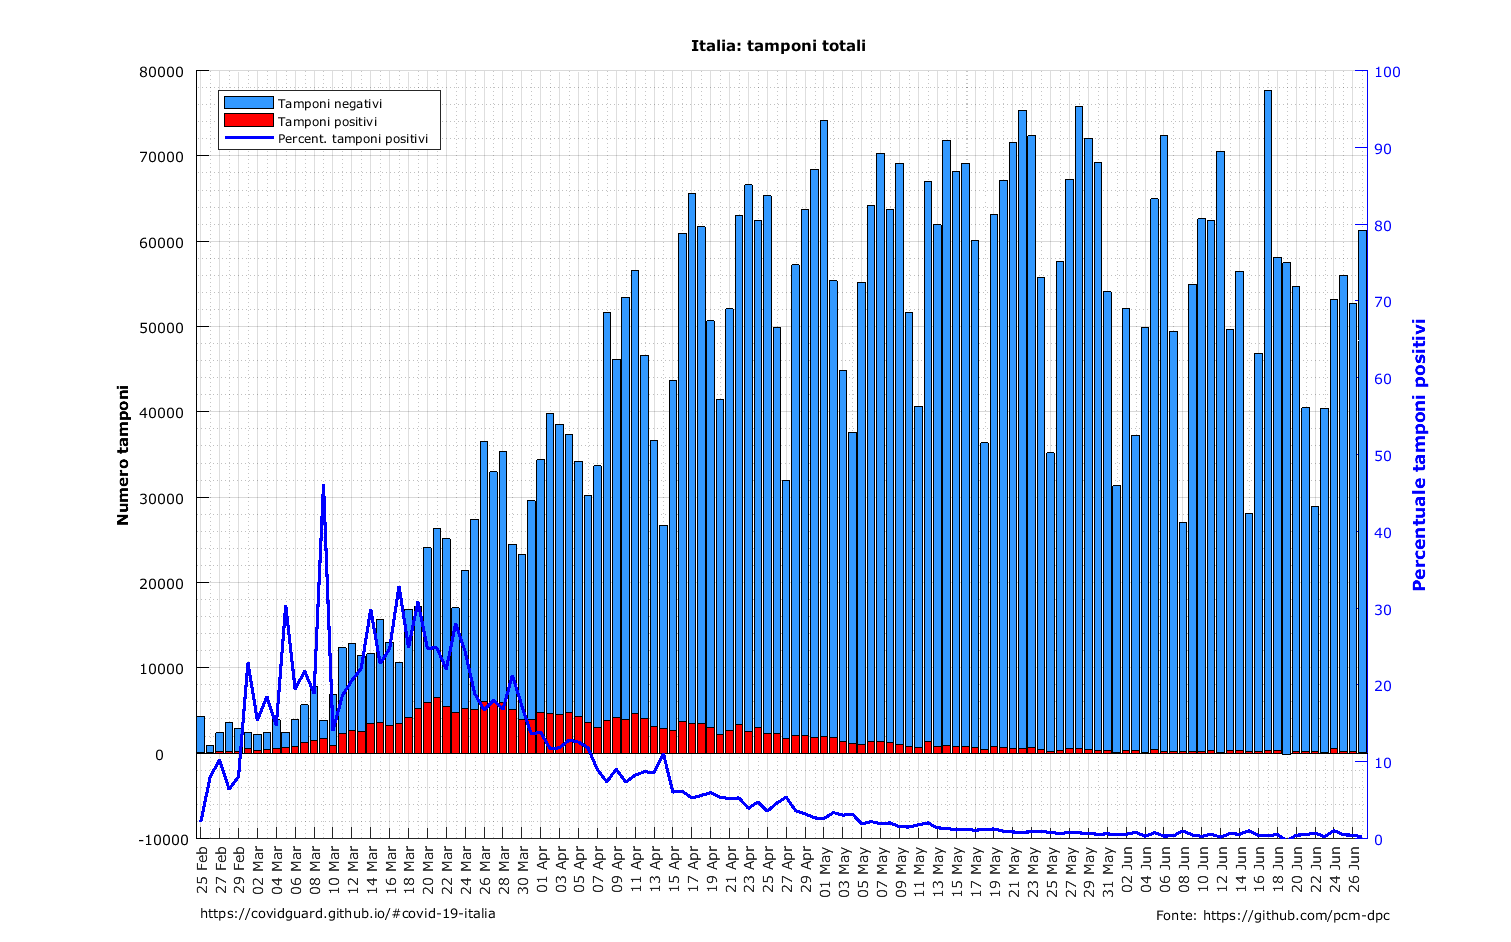 Italia: tamponi totali
80000
70000
60000
50000
40000
30000
20000
10000
0
-10000
Numero tamponi
Tamponi negativi
Tamponi positivi
Percent. tamponi positivi
100
90
80
70
60
50
40
30
20
10
0
Percentuale tamponi positivi
25 Feb
27 Feb
29 Feb
02 Mar
04 Mar
06 Mar
08 Mar
10 Mar
12 Mar
14 Mar
16 Mar
18 Mar
20 Mar
22 Mar
24 Mar
26 Mar
28 Mar
30 Mar
01 Apr
03 Apr
05 Apr
07 Apr
09 Apr
11 Apr
13 Apr
15 Apr
17 Apr
19 Apr
21 Apr
23 Apr
25 Apr
27 Apr
29 Apr
01 May
03 May
05 May
07 May
09 May
11 May
13 May
15 May
17 May
19 May
21 May
23 May
25 May
27 May
29 May
31 May
02 Jun
04 Jun
06 Jun
08 Jun
10 Jun
12 Jun
14 Jun
16 Jun
18 Jun
20 Jun
22 Jun
24 Jun
26 Jun
https://covidguard.github.io/#covid-19-italia
Fonte: https://github.com/pcm-dpc